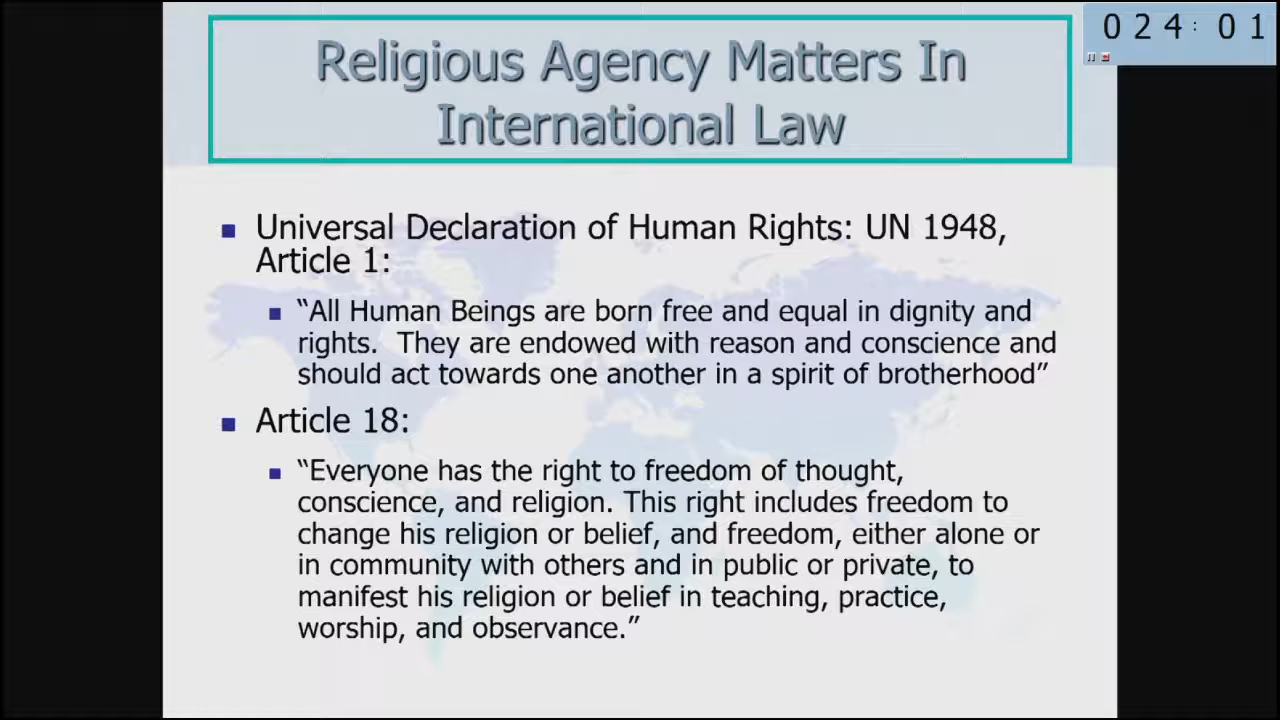 Religious Agency Matters In
International Law
024:01
Universal Declaration of Human Rights: UN 1948,
Article 1:
“All Human Beings are born free and equal in dignity and
rights.  They are endowed with reason and conscience and
should act towards one another in a spirit of brotherhood”
Article 18:
“Everyone has the right to freedom of thought,
conscience, and religion. This right includes freedom to
change his religion or belief, and freedom, either alone or
in community with others and in public or private, to
manifest his religion or belief in teaching, practice,
worship, and observance.”